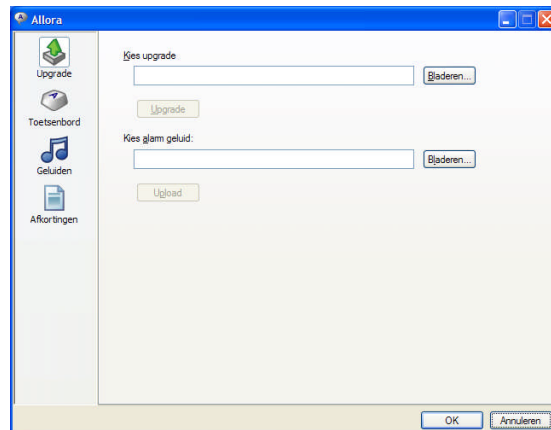 Allora
Upgrade
Toetsenbord
Geluiden
Afkortingen
Kies upgrade
Bladeren...
Upgrade
Kies alarm geluid:
Bladeren...
Upload
OK
Annuleren